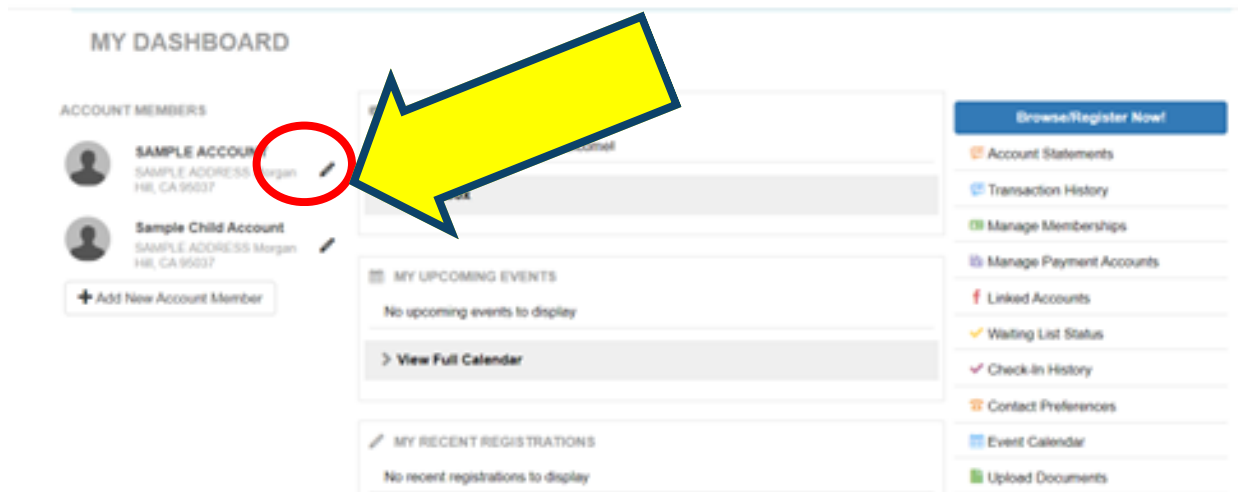 MY DASHBOARD
ACCOUNT MEMBERS
SAMPLE ACCOUNT
SAMPLE ADDRESS Morgan
Hill, CA 95037
Sample Child Account
SAMPLE ADDRESS Morgan
Hill, CA 95037
Add New Account Member
MY UPCOMING EVENTS
No upcoming events to display
View Full Calendar
MY RECENT REGISTRATIONS
No recent registrations to display
Browse/Register Now!
Account Statements
Transaction History
Manage Memberships
Manage Payment Accounts
Linked Accounts
Waiting List Status
Check-In History
Contact Preferences
Event Calendar
Upload Documents